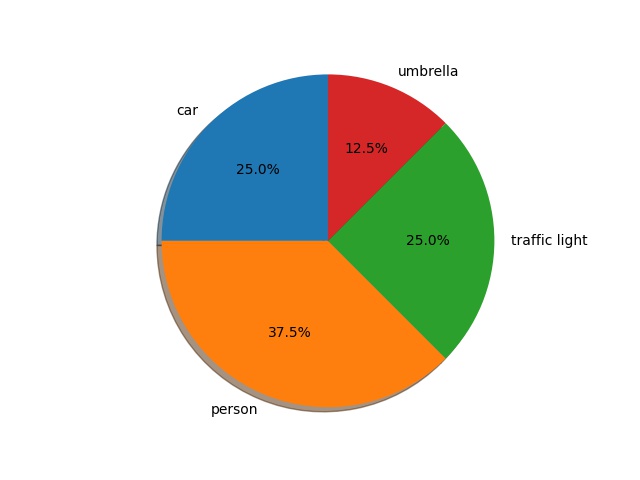 umbrella
car
12.5%
25.0%
25.0%
traffic light
37.5%
person